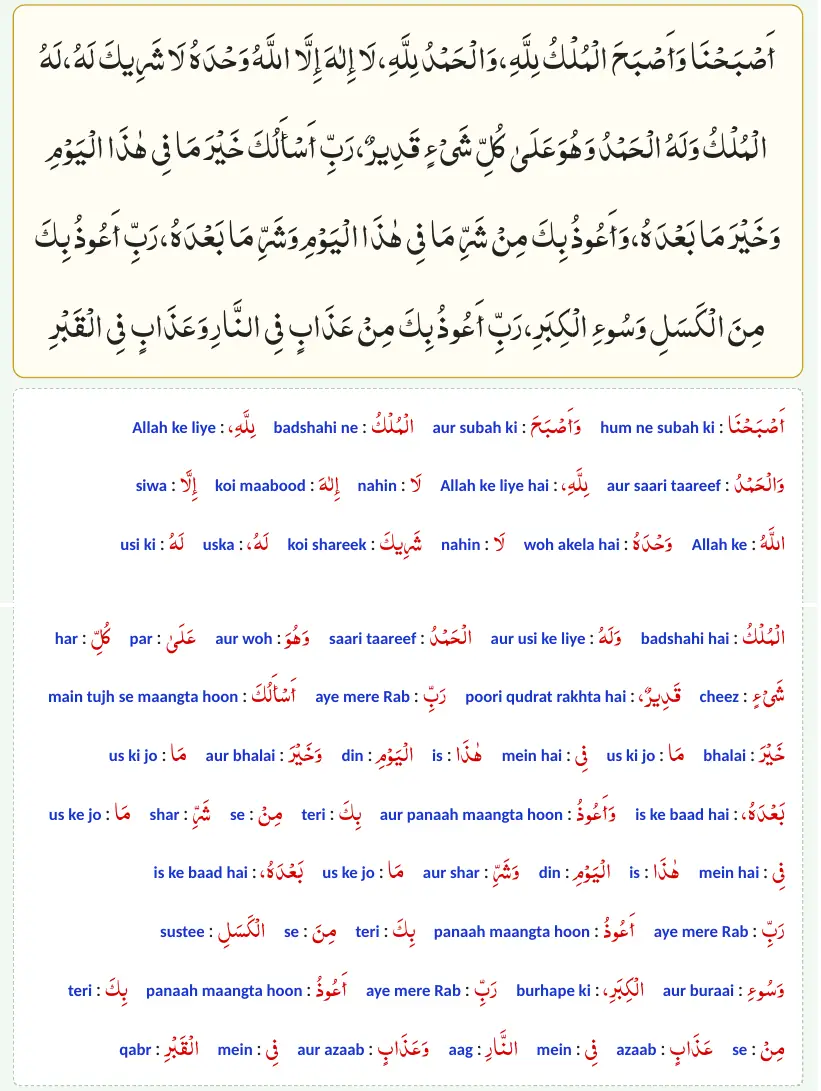 أَصْبَحْنَا وَأَصْبَحَ الْمُلْكُ لِلَّهِ، وَالْحَمْدُ لِلَّهِ، لَا إِلٰهَ إِلَّا اللَّهُ وَحْدَهُ لَا شَرِيكَ لَهُ، لَهُ
الْمُلْكُ وَلَهُ الْحَمْدُ وَهُوَ عَلَىٰ كُلِّ شَيْءٍ قَدِيرٌ، رَبِّ أَسْأَلُكَ خَيْرَ مَا فِي هٰذَا الْيَوْمِ
وَخَيْرَ مَا بَعْدَهُ، وَأَعُوذُ بِكَ مِنْ شَرِّ مَا فِي هٰذَا الْيَوْمِ وَشَرِّ مَا بَعْدَهُ، رَبِّ أَعُوذُ بِكَ
مِنَ الْكَسَلِ وَسُوءِ الْكِبَرِ، رَبِّ أَعُوذُ بِكَ مِنْ عَذَابٍ فِي النَّارِ وَعَذَابٍ فِي الْقَبْرِ
أَصْبَحْنَا : hum ne subah ki وَأَصْبَحَ : aur subah ki الْمُلْكُ : badshahi ne لِلَّهِ، : Allah ke liye
وَالْحَمْدُ : aur saari taareef لِلَّهِ، : Allah ke liye hai لَا : nahin إِلٰهَ : koi maabood إِلَّا : siwa
اللَّهُ : Allah ke وَحْدَهُ : woh akela hai لَا : nahin شَرِيكَ : koi shareek لَهُ، : uska لَهُ : usi ki
الْمُلْكُ : badshahi hai وَلَهُ : aur usi ke liye الْحَمْدُ : saari taareef وَهُوَ : aur woh عَلَىٰ : par كُلِّ : har
شَيْءٍ : cheez قَدِيرٌ، : poori qudrat rakhta hai رَبِّ : aye mere Rab أَسْأَلُكَ : main tujh se maangta hoon
خَيْرَ : bhalai مَا : us ki jo فِي : mein hai هٰذَا : is الْيَوْمِ : din وَخَيْرَ : aur bhalai مَا : us ki jo
بَعْدَهُ، : is ke baad hai وَأَعُوذُ : aur panaah maangta hoon بِكَ : teri مِنْ : se شَرِّ : shar مَا : us ke jo
فِي : mein hai هٰذَا : is الْيَوْمِ : din وَشَرِّ : aur shar مَا : us ke jo بَعْدَهُ، : is ke baad hai
رَبِّ : aye mere Rab أَعُوذُ : panaah maangta hoon بِكَ : teri مِنَ : se الْكَسَلِ : sustee
وَسُوءِ : aur buraai الْكِبَرِ، : burhape ki رَبِّ : aye mere Rab أَعُوذُ : panaah maangta hoon بِكَ : teri
مِنْ : se عَذَابٍ : azaab فِي : mein النَّارِ : aag وَعَذَابٍ : aur azaab فِي : mein الْقَبْرِ : qabr